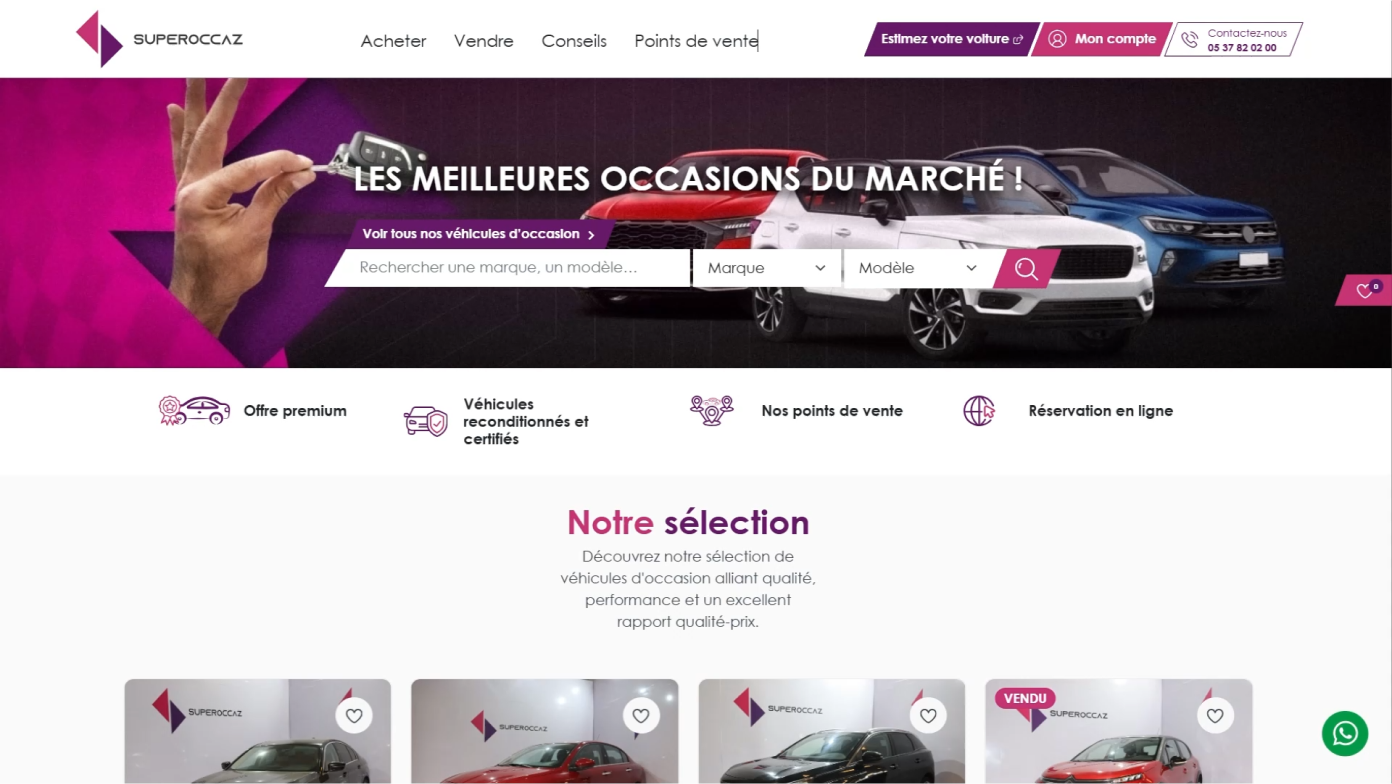 SUPEROCCAZ
Acheter
Vendre
Conseils
Points de vente
Estimez votre voiture
Mon compte
Contactez-nous
05 37 82 02 00
LES MEILLEURES OCCASIONS DU MARCHÉ !
Voir tous nos véhicules d'occasion
Rechercher une marque, un modèle...
Marque
Modèle
0
Offre premium
Véhicules
reconditionnés et
certifiés
Nos points de vente
Réservation en ligne
Notre sélection
Découvrez notre sélection de
véhicules d'occasion alliant qualité,
performance et un excellent
rapport qualité-prix.
SUPEROCCAZ
SUPEROCCAZ
SUPEROCCAZ
VENDU
SUPEROCCAZ